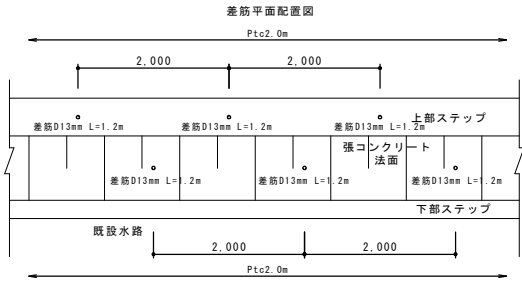 差筋平面配置図
Ptc2.0m
2,000 2,000
上部ステップ
差筋D13mm L=1.2m 差筋D13mm L=1.2m 差筋D13mm L=1.2m
張コンクリート
法面
差筋D13mm L=1.2m 差筋D13mm L=1.2m 差筋D13mm L=1.2m
下部ステップ
既設水路
2,000 2,000
Ptc2.0m